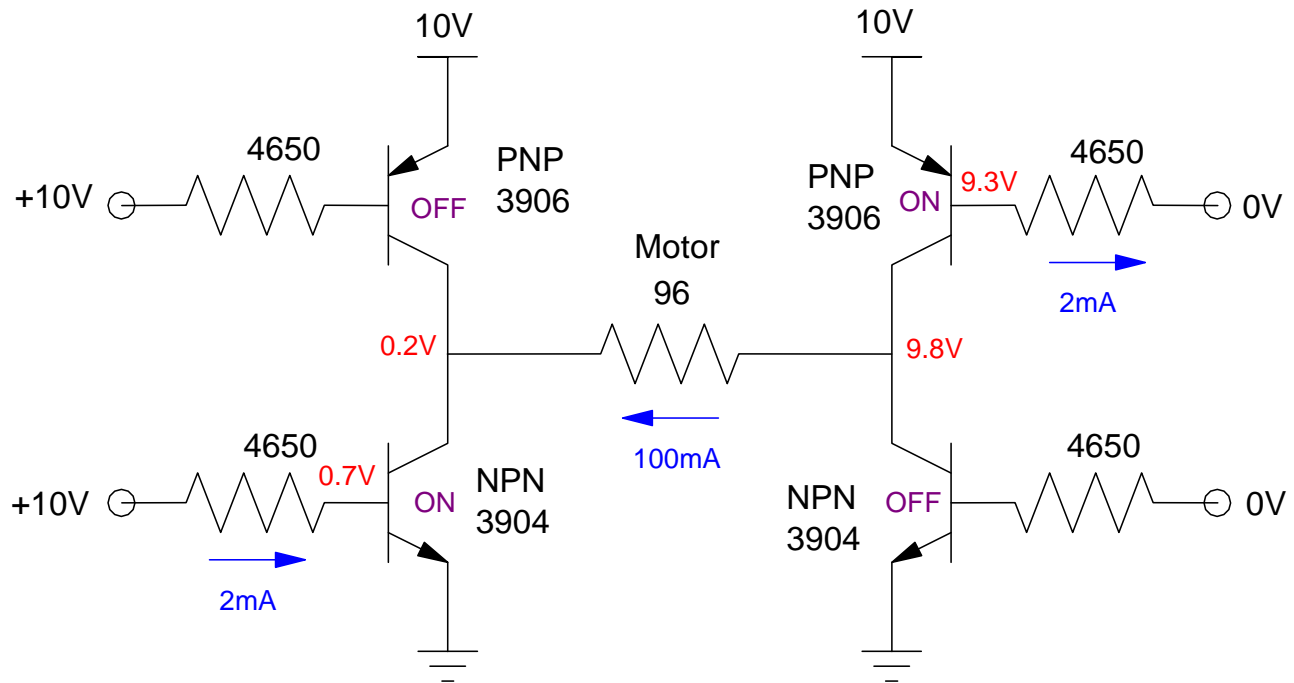 10V
10V
4650
PNP
3906
+10V
OFF
PNP
3906
ON
9.3V
4650
0V
2mA
Motor
96
0.2V
9.8V
100mA
4650
0.7V
+10V
ON
NPN
3904
2mA
NPN
3904
OFF
4650
0V